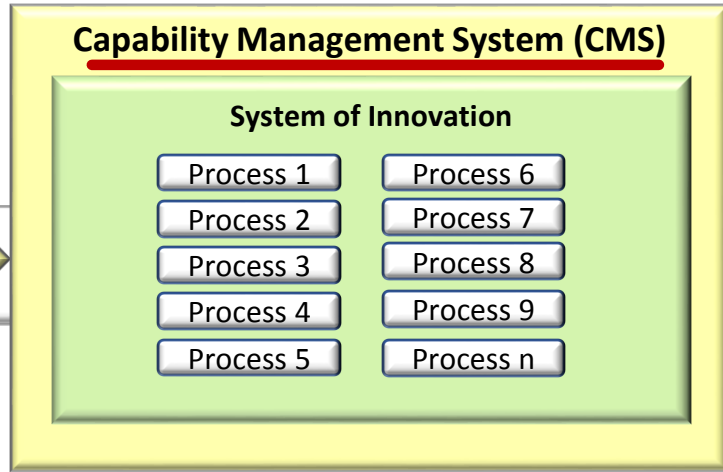 Capability Management System (CMS)
System of Innovation
Process 1
Process 2
Process 3
Process 4
Process 5
Process 6
Process 7
Process 8
Process 9
Process n